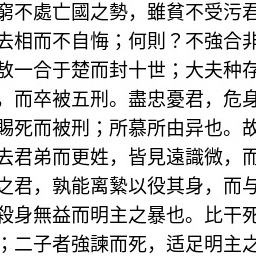 窮不處亡國之勢，雖貧不受污君
去相而不自悔；何則？不強合非
敖一合于楚而封十世；大夫种存
，而卒被五刑。盡忠憂君，危身
賜死而被刑；所慕所由异也。故
去君弟而更姓，皆見遠識微，而
之君，孰能离縶以役其身，而与
殺身無益而明主之暴也。比干死
；二子者強諫而死，适足明主之